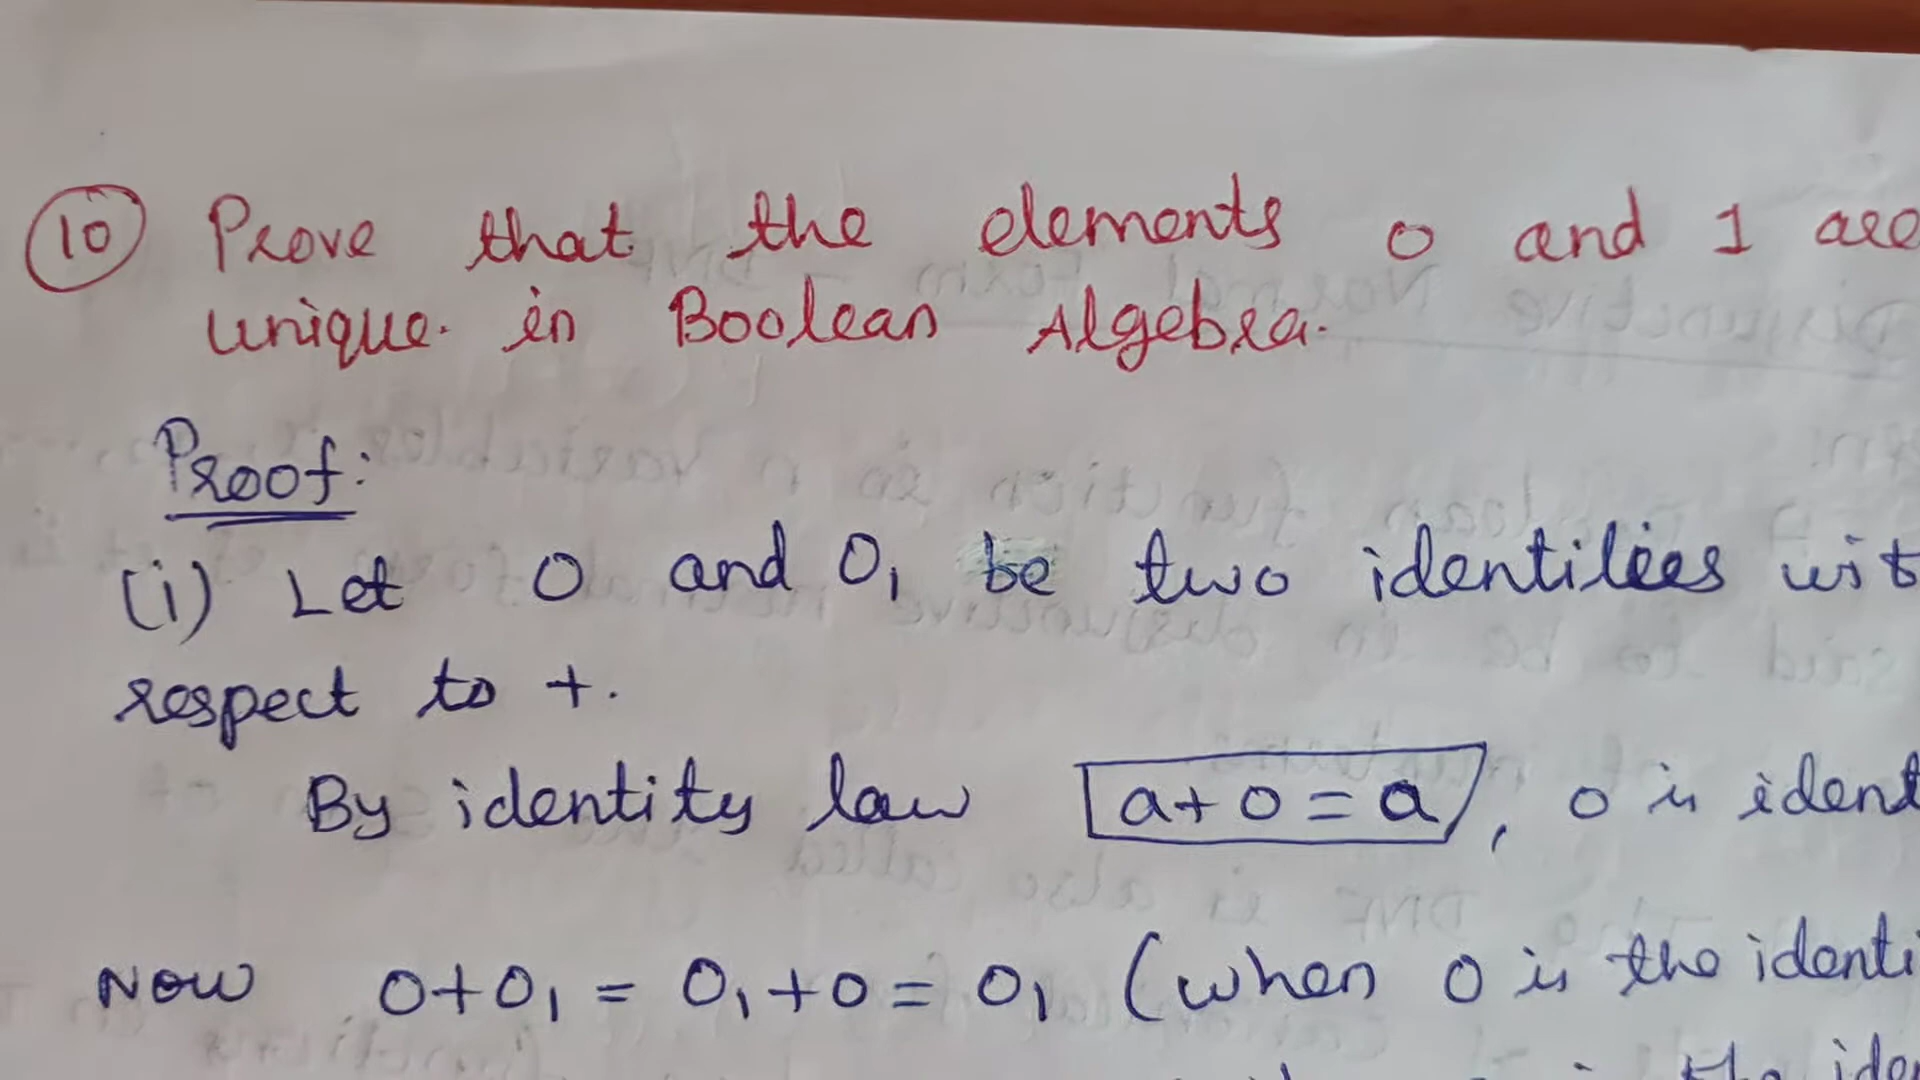 10 Prove that the elements 0 and 1 are
unique in Boolean Algebra.
Proof:
(i) Let 0 and 0₁ be two identities wit
respect to +.
By identity law a+0=a, 0 is ident
Now 0+0₁ = 0₁+0 = 0₁ (when 0 is the identi